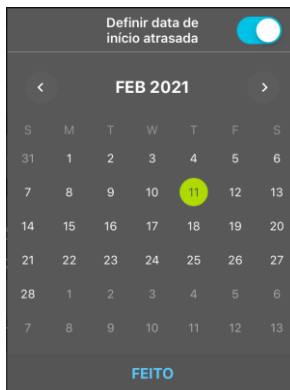 Definir data de
início atrasada
< FEB 2021 >
S M T W T F S
31 1 2 3 4 5 6
7 8 9 10 11 12 13
14 15 16 17 18 19 20
21 22 23 24 25 26 27
28 1 2 3 4 5 6
7 8 9 10 11 12 13
FEITO